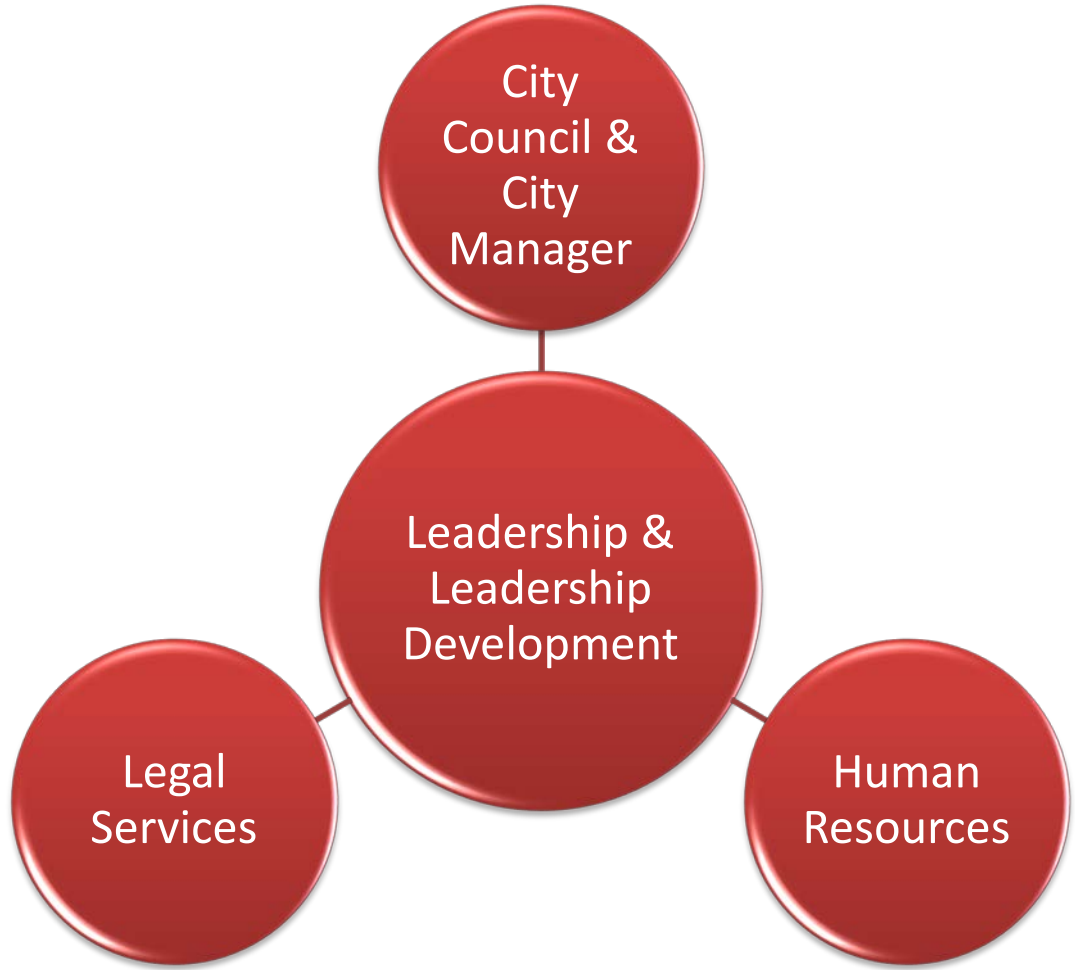 City
Council &
City
Manager
Leadership &
Leadership
Development
Legal
Services
Human
Resources